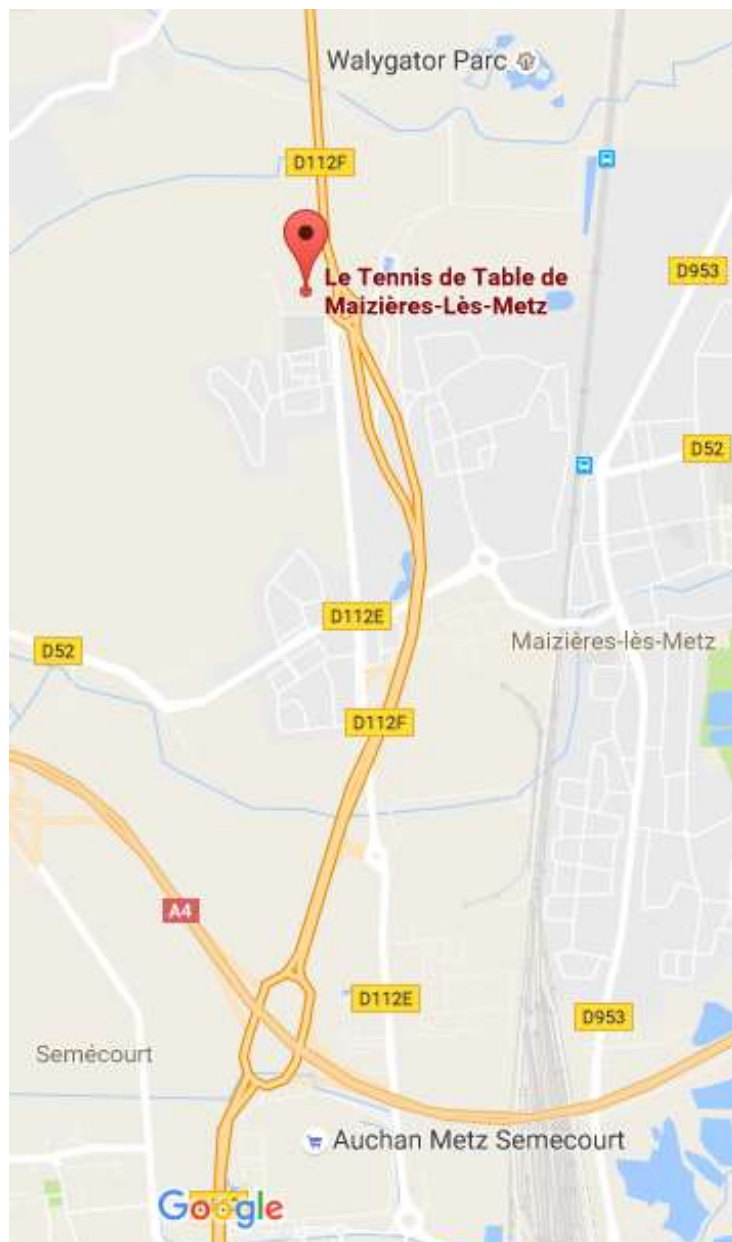 Walygator Parc
D112F
D953
Le Tennis de Table de
Maizières-Lès-Metz
D52
D112E
Maizières-lès-Metz
D52
D112F
A4
D112E
D953
Semécourt
Auchan Metz Semecourt
Google